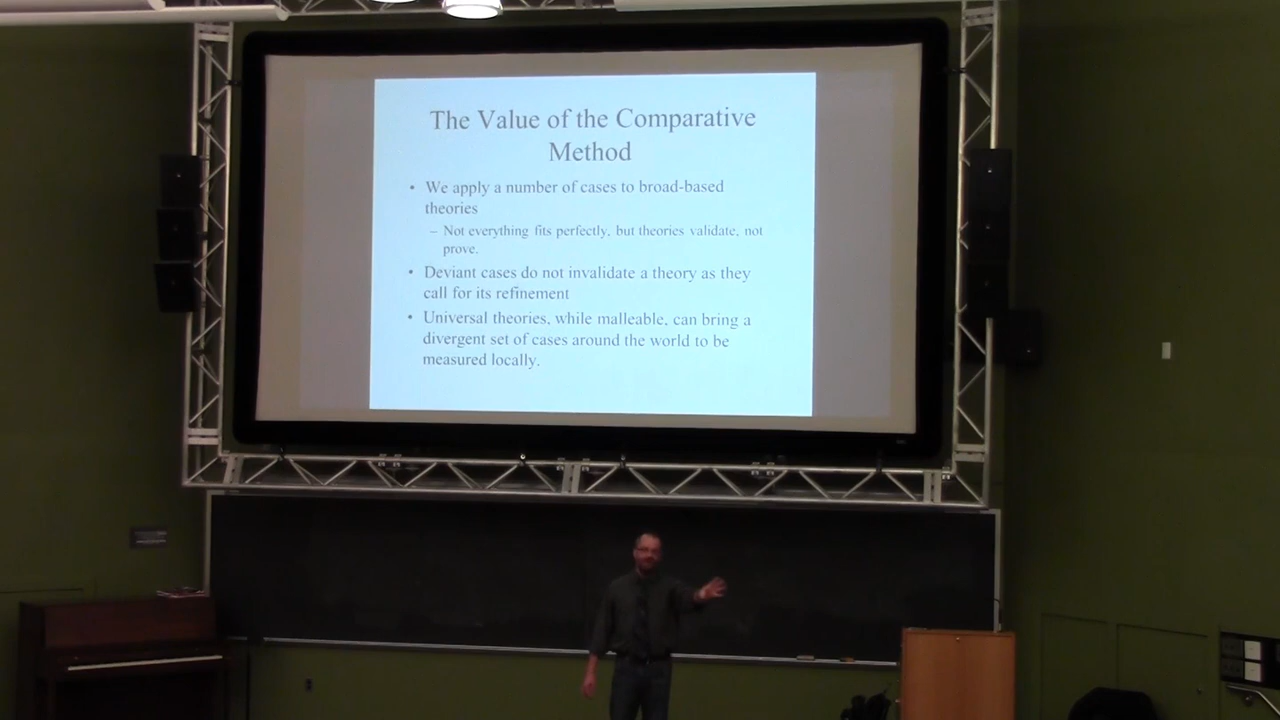 The Value of the Comparative
Method
• We apply a number of cases to broad-based
theories
– Not everything fits perfectly, but theories validate, not
prove.
• Deviant cases do not invalidate a theory as they
call for its refinement
• Universal theories, while malleable, can bring a
divergent set of cases around the world to be
measured locally.